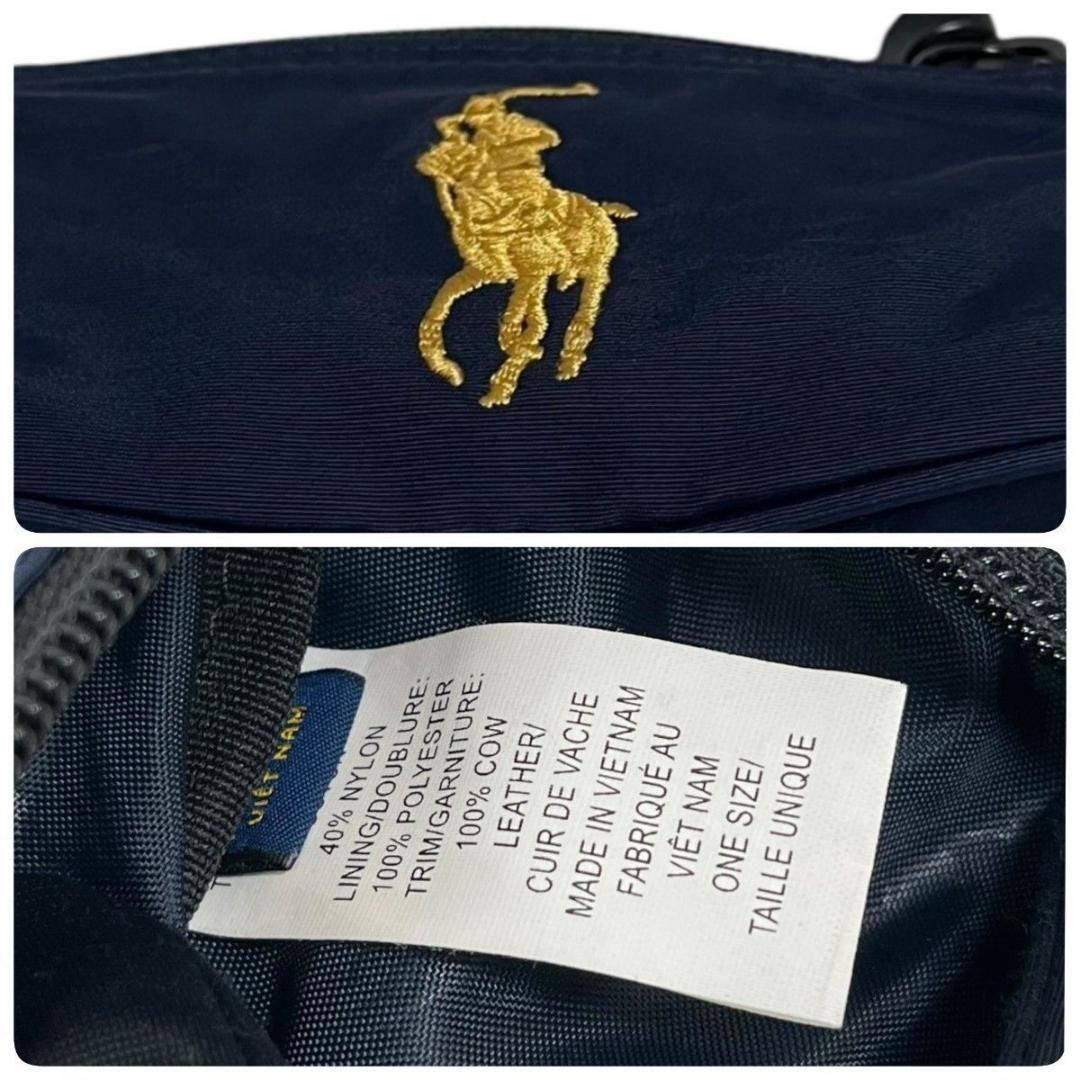 VIÊT NAM
40% NYLON
LINING/DOUBLURE:
100% POLYESTER
TRIM/GARNITURE:
100% COW
LEATHER/
CUIR DE VACHE
MADE IN VIETNAM
FABRIQUÉ AU
VIÊT NAM
ONE SIZE/
TAILLE UNIQUE